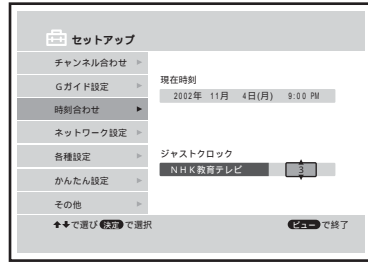 セットアップ
チャンネル合わせ
Gガイド設定
時刻合わせ
ネットワーク設定
各種設定
かんたん設定
その他
現在時刻
2002年 11月 4日(月) 9:00 PM
ジャストクロック
NHK教育テレビ 3
で選び 決定 で選択
ビュー で終了